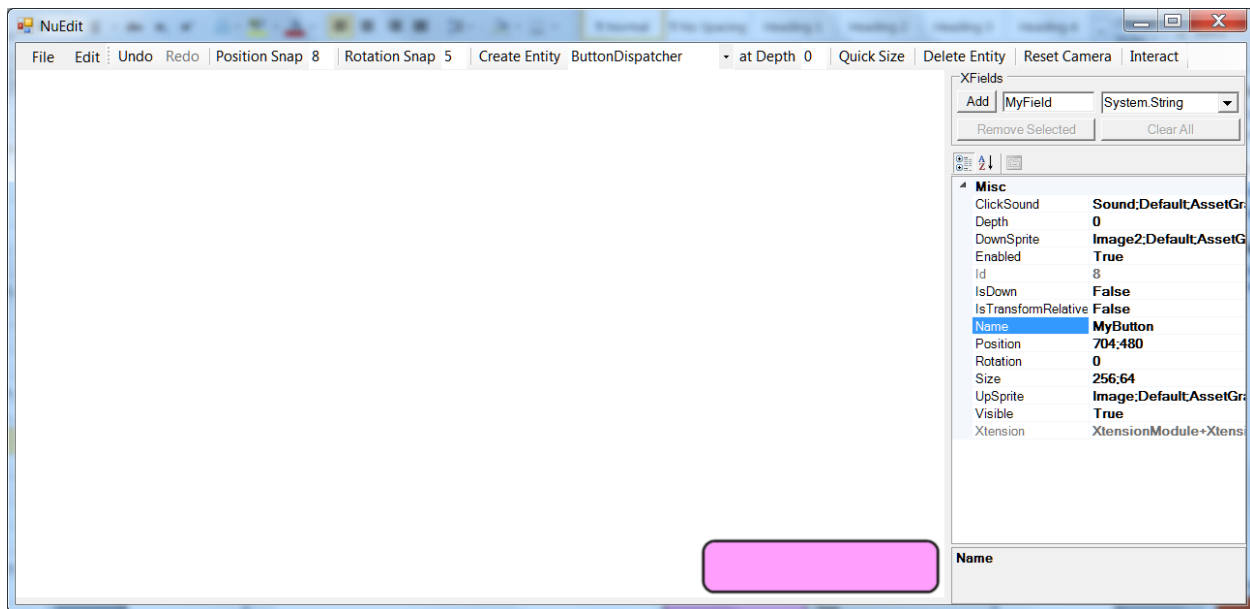 NuEdit
File Edit Undo Redo Position Snap 8 Rotation Snap 5 Create Entity ButtonDispatcher at Depth 0 Quick Size Delete Entity Reset Camera Interact
XFields
Add MyField System.String
Remove Selected Clear All
Misc
ClickSound Sound;Default;AssetGr
Depth 0
DownSprite Image2;Default;AssetG
Enabled True
Id 8
IsDown False
IsTransformRelative False
Name MyButton
Position 704;480
Rotation 0
Size 256;64
UpSprite Image;Default;AssetGr
Visible True
Xtension XtensionModule+Xtensi
Name